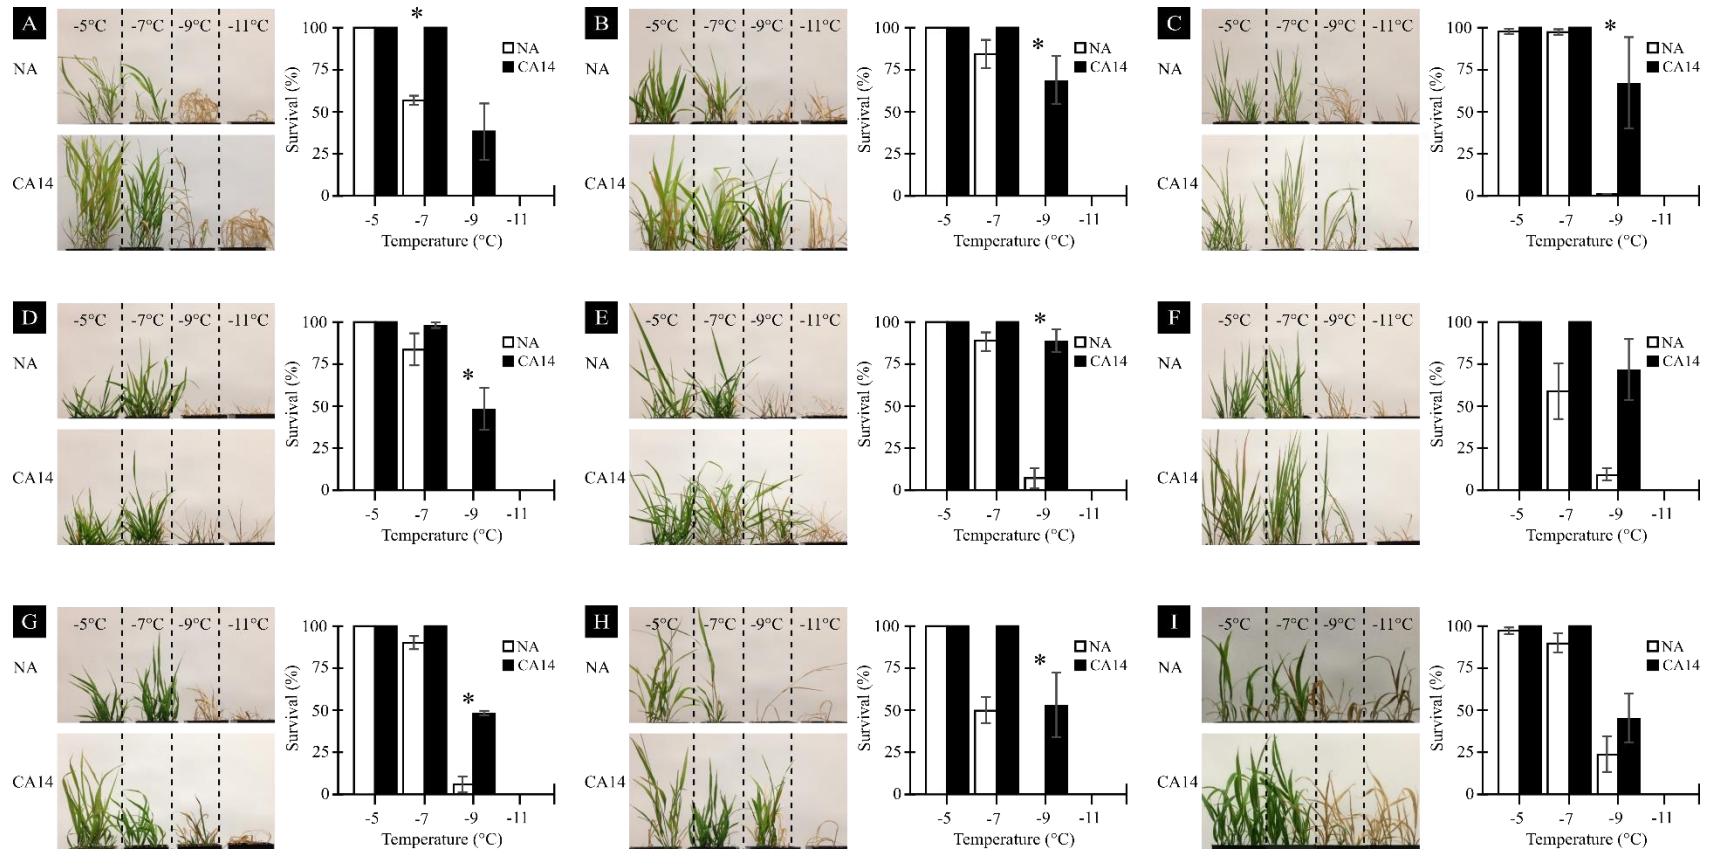 A
-5°C -7°C -9°C -11°C
NA
CA14
Survival (%)
100
75
50
25
0
*
NA
CA14
-5 -7 -9 -11
Temperature (°C)
B
-5°C -7°C -9°C -11°C
NA
CA14
Survival (%)
100
75
50
25
0
*
NA
CA14
-5 -7 -9 -11
Temperature (°C)
C
-5°C -7°C -9°C -11°C
NA
CA14
Survival (%)
100
75
50
25
0
*
NA
CA14
-5 -7 -9 -11
Temperature (°C)
D
-5°C -7°C -9°C -11°C
NA
CA14
Survival (%)
100
75
50
25
0
*
NA
CA14
-5 -7 -9 -11
Temperature (°C)
E
-5°C -7°C -9°C -11°C
NA
CA14
Survival (%)
100
75
50
25
0
*
NA
CA14
-5 -7 -9 -11
Temperature (°C)
F
-5°C -7°C -9°C -11°C
NA
CA14
Survival (%)
100
75
50
25
0
NA
CA14
-5 -7 -9 -11
Temperature (°C)
G
-5°C -7°C -9°C -11°C
NA
CA14
Survival (%)
100
75
50
25
0
*
NA
CA14
-5 -7 -9 -11
Temperature (°C)
H
-5°C -7°C -9°C -11°C
NA
CA14
Survival (%)
100
75
50
25
0
*
NA
CA14
-5 -7 -9 -11
Temperature (°C)
I
-5°C -7°C -9°C -11°C
NA
CA14
Survival (%)
100
75
50
25
0
NA
CA14
-5 -7 -9 -11
Temperature (°C)